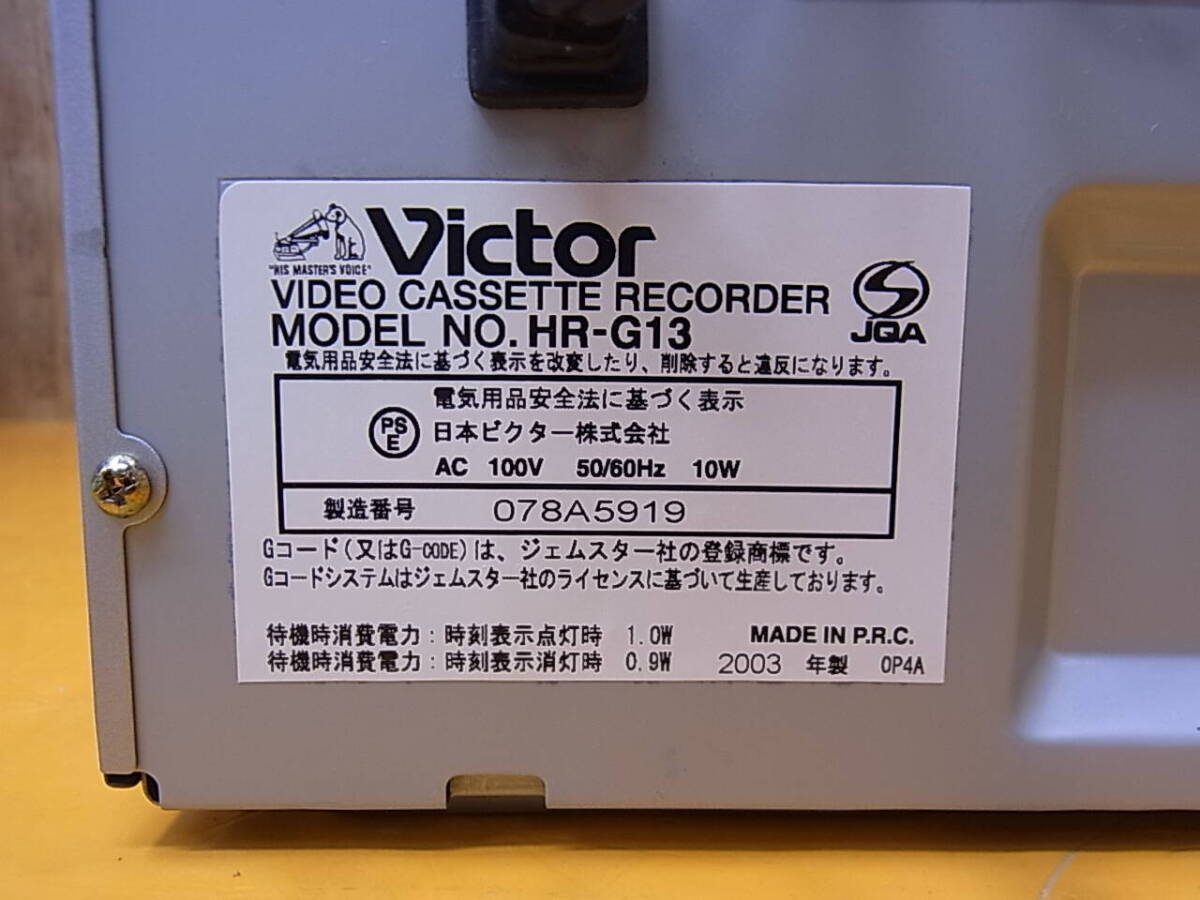 Victor
"HIS MASTER'S VOICE"
VIDEO CASSETTE RECORDER
MODEL NO. HR-G13
JQA
電気用品安全法に基づく表示を改変したり、削除すると違反になります。
電気用品安全法に基づく表示
PSE 日本ビクター株式会社
AC 100V 50/60Hz 10W
製造番号 078A5919
Gコード(又はG-CODE)は、ジェムスター社の登録商標です。
Gコードシステムはジェムスター社のライセンスに基づいて生産しております。
待機時消費電力:時刻表示点灯時 1.0W MADE IN P.R.C.
待機時消費電力:時刻表示消灯時 0.9W 2003 年製 0P4A